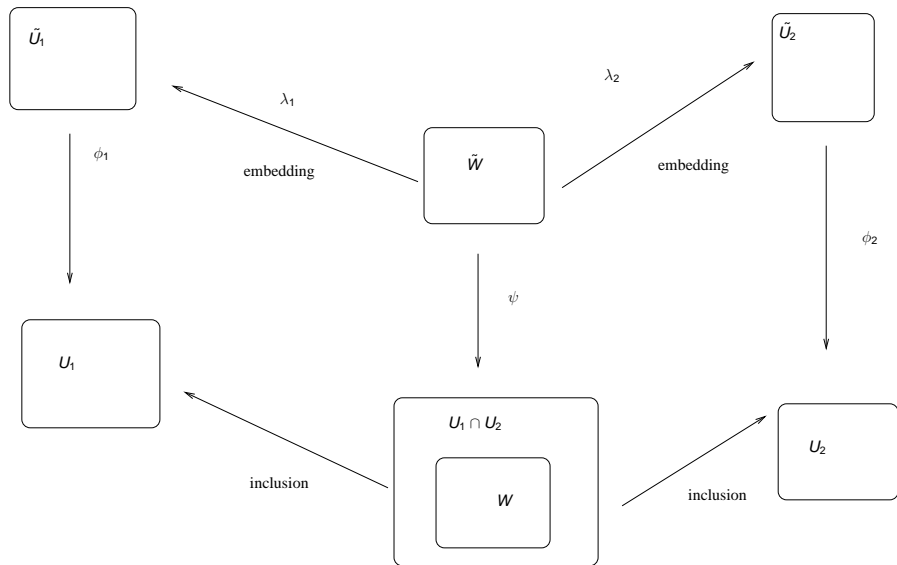 Ũ₁
Ũ₂
λ₁
λ₂
W̃
ϕ₁
embedding
embedding
ϕ₂
ψ
U₁
U₁ ∩ U₂
U₂
W
inclusion
inclusion